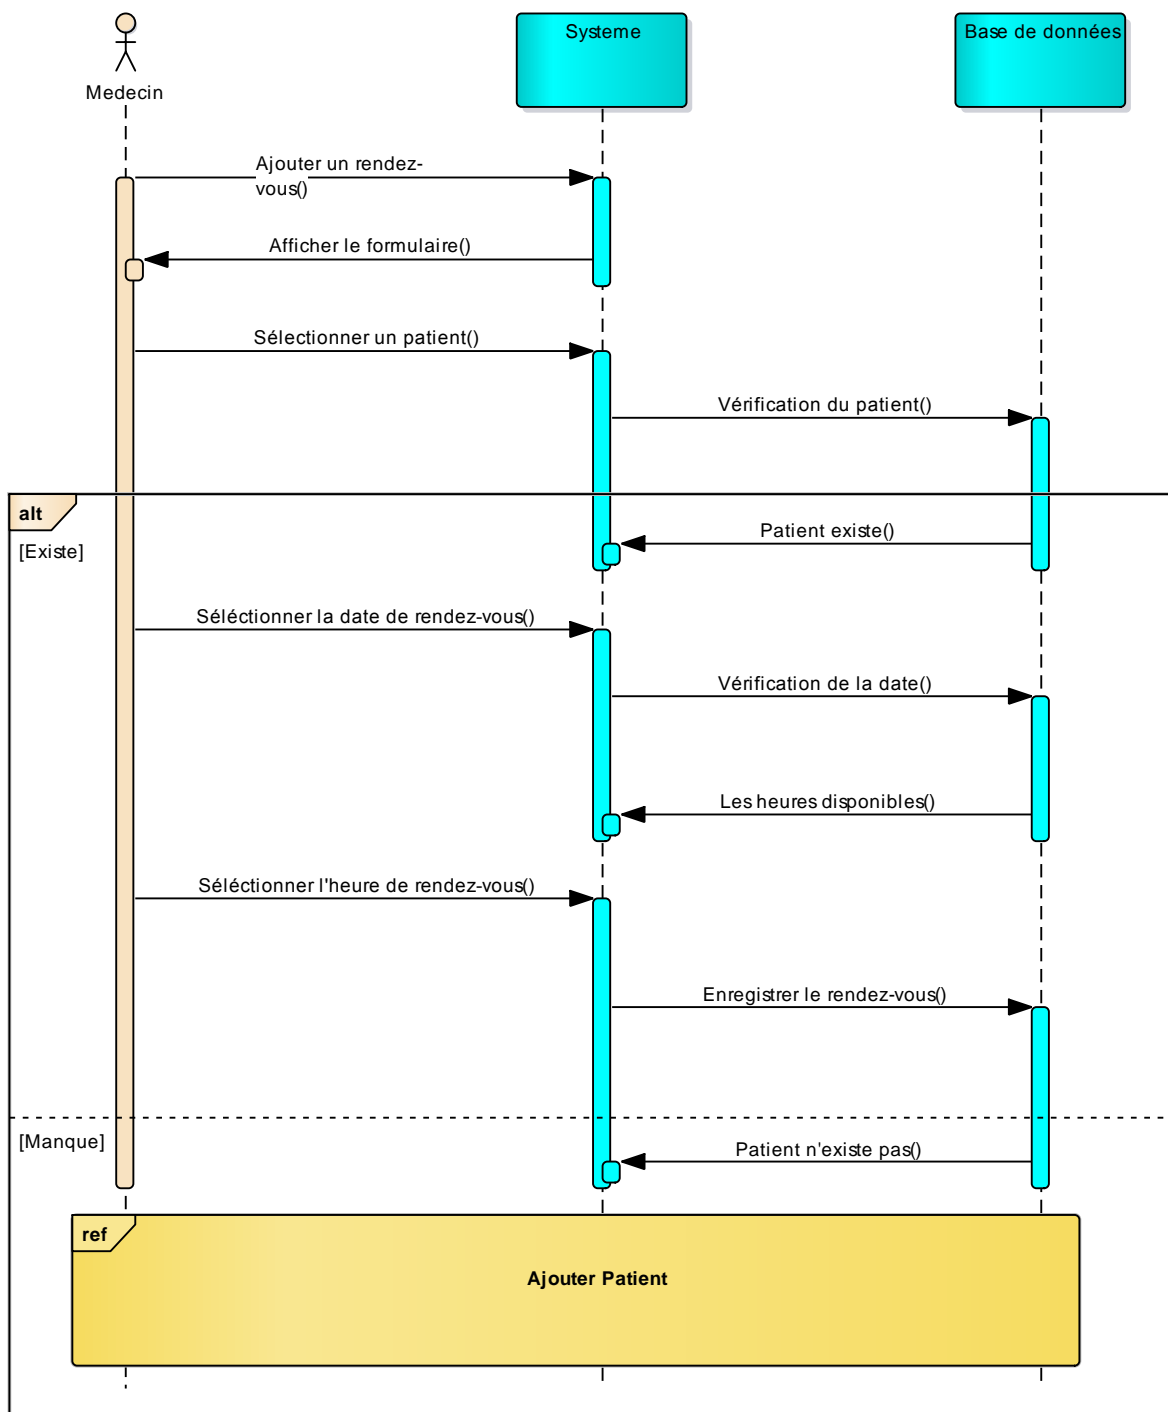 Medecin
Systeme
Base de données
Ajouter un rendez-
vous()
Afficher le formulaire()
Sélectionner un patient()
Vérification du patient()
alt
[Existe]
Patient existe()
Séléctionner la date de rendez-vous()
Vérification de la date()
Les heures disponibles()
Séléctionner l'heure de rendez-vous()
Enregistrer le rendez-vous()
[Manque]
Patient n'existe pas()
ref
Ajouter Patient